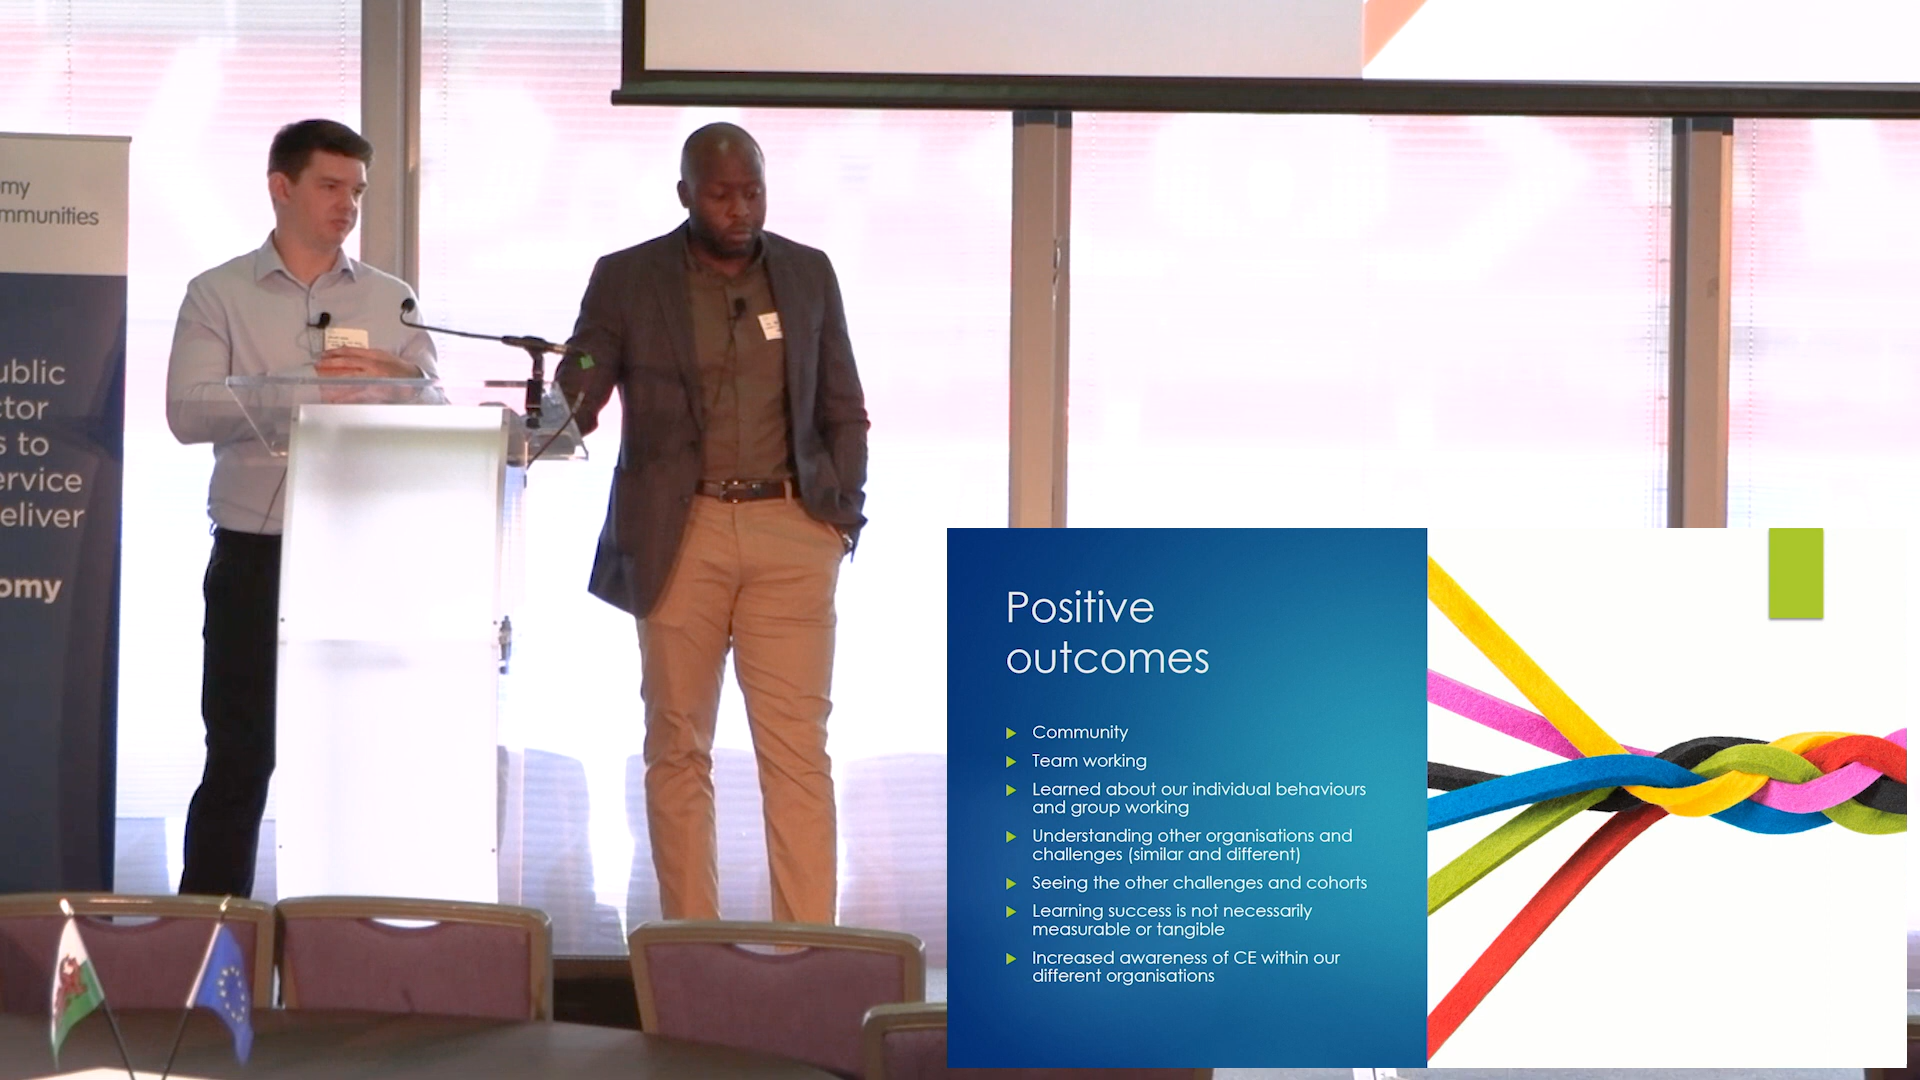 my
mmunities
ublic
ctor
s to
ervice
eliver
omy
Positive
outcomes
Community
Team working
Learned about our individual behaviours
and group working
Understanding other organisations and
challenges (similar and different)
Seeing the other challenges and cohorts
Learning success is not necessarily
measurable or tangible
Increased awareness of CE within our
different organisations